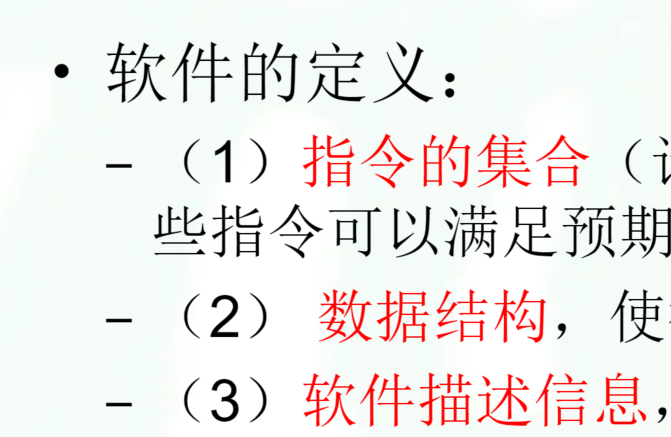 • 软件的定义：
– （1）指令的集合（
些指令可以满足预期
– （2） 数据结构，使
– （3）软件描述信息，